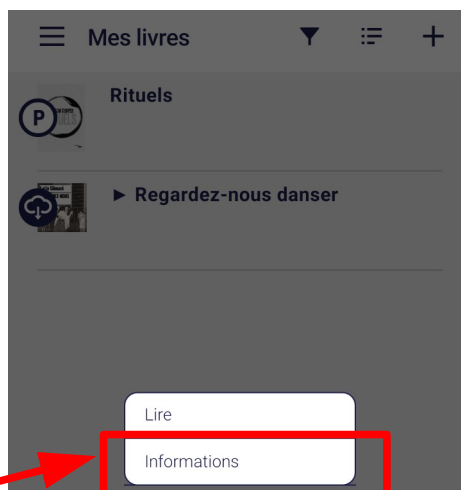 Mes livres
P
Rituels
► Regardez-nous danser
Lire
Informations